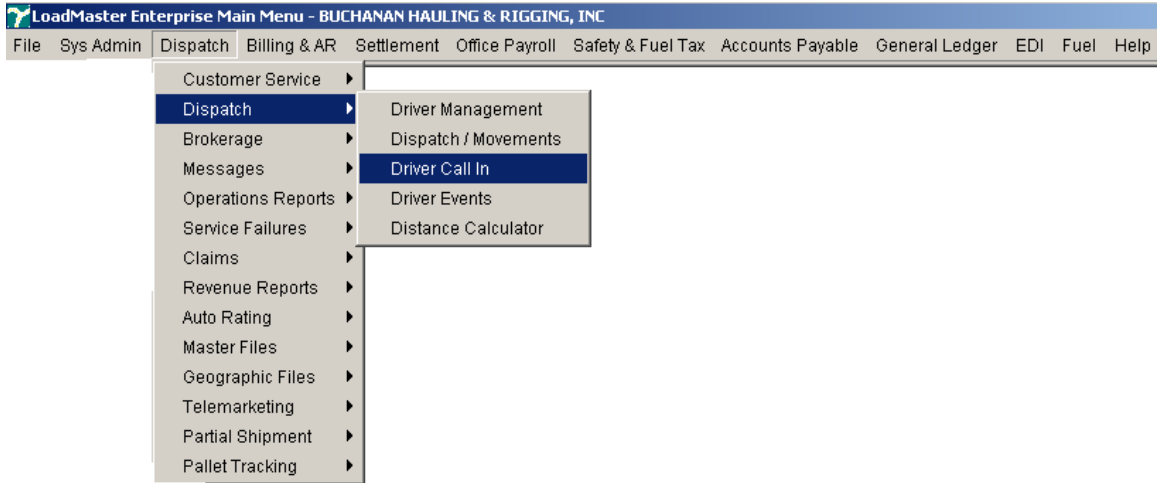 LoadMaster Enterprise Main Menu - BUCHANAN HAULING & RIGGING, INC
File Sys Admin Dispatch Billing & AR Settlement Office Payroll Safety & Fuel Tax Accounts Payable General Ledger EDI Fuel Help
Customer Service
Dispatch
Brokerage
Messages
Operations Reports
Service Failures
Claims
Revenue Reports
Auto Rating
Master Files
Geographic Files
Telemarketing
Partial Shipment
Pallet Tracking
Driver Management
Dispatch / Movements
Driver Call In
Driver Events
Distance Calculator